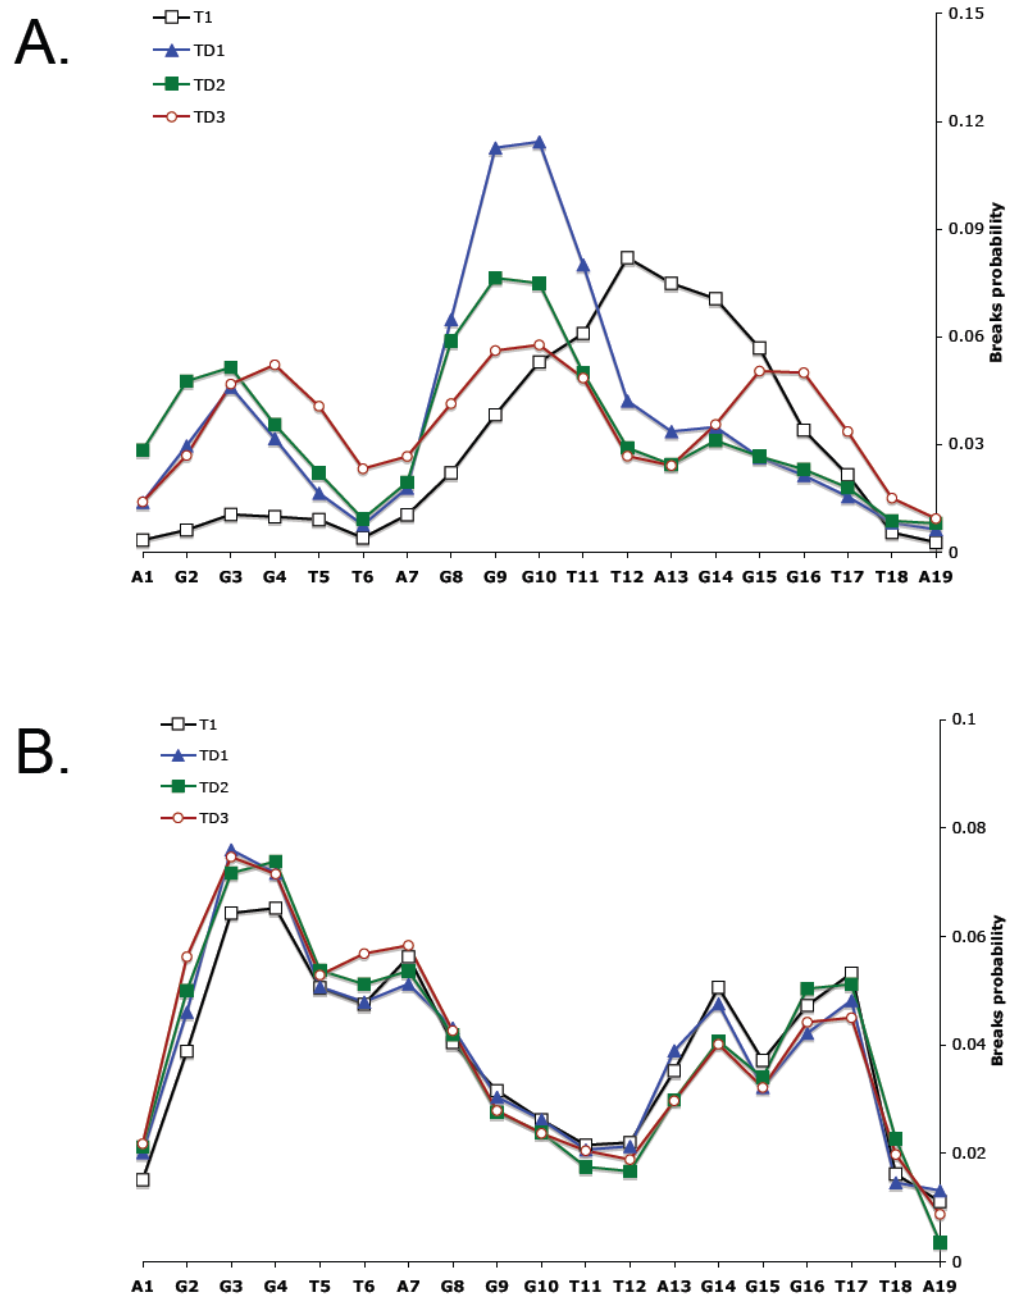 A.
T1
TD1
TD2
TD3
0.15
0.12
0.09
0.06
0.03
0
Breaks probability
A1 G2 G3 G4 T5 T6 A7 G8 G9 G10 T11 T12 A13 G14 G15 G16 T17 T18 A19
B.
T1
TD1
TD2
TD3
0.1
0.08
0.06
0.04
0.02
0
Breaks probability
A1 G2 G3 G4 T5 T6 A7 G8 G9 G10 T11 T12 A13 G14 G15 G16 T17 T18 A19